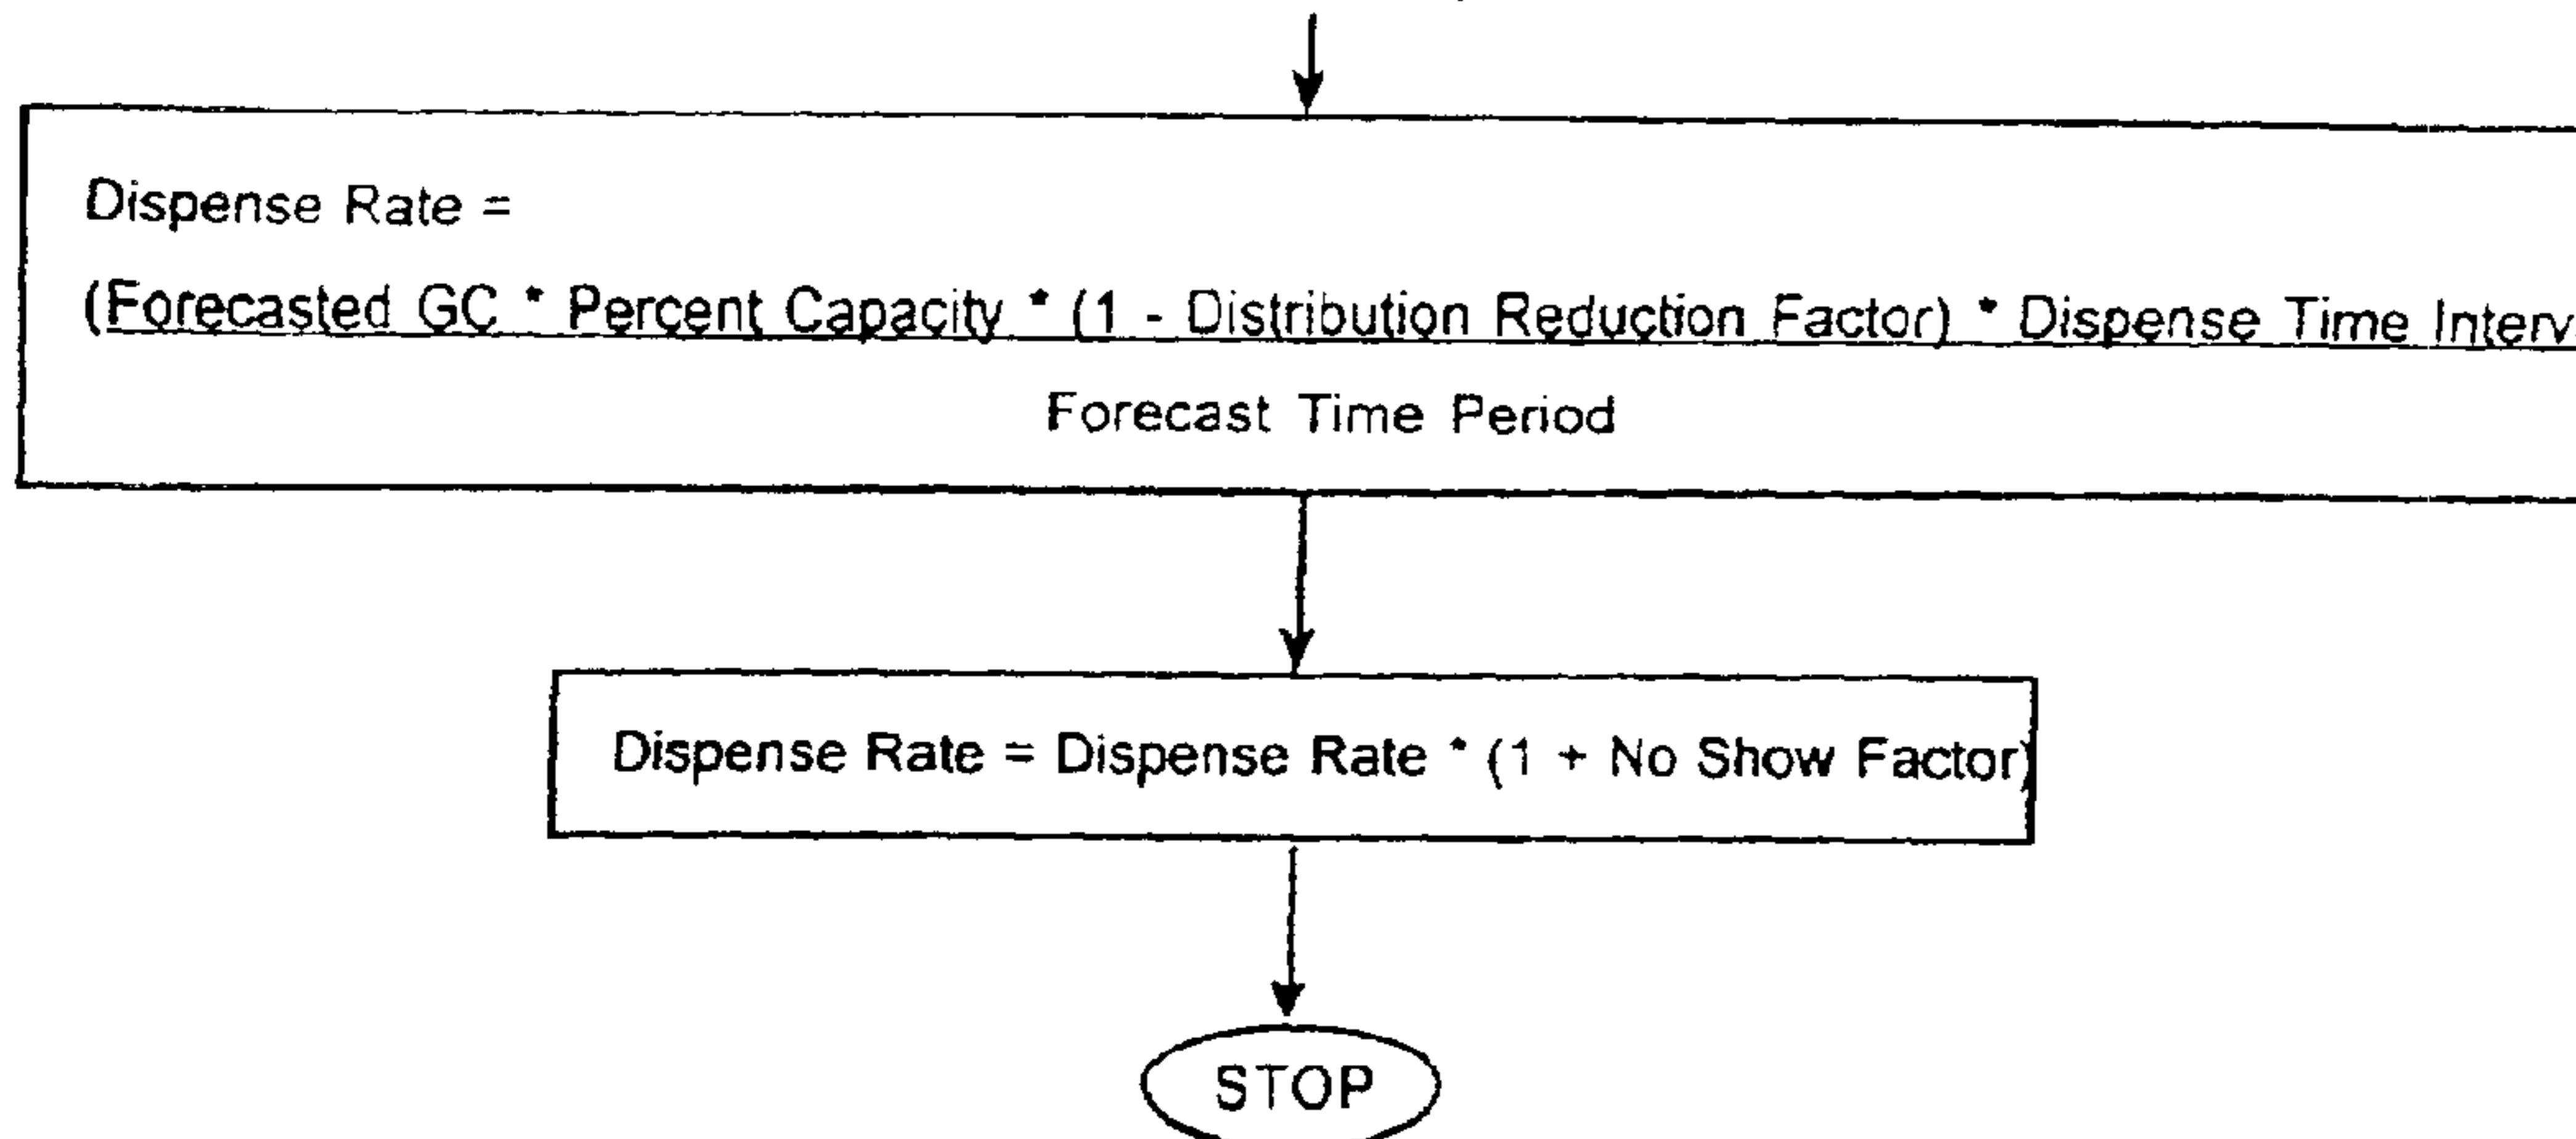 Dispense Rate =
(Forecasted GC * Percent Capacity * (1 - Distribution Reduction Factor) * Dispense Time
Forecast Time Period
Dispense Rate = Dispense Rate * (1 + No Show Factor)
STOP